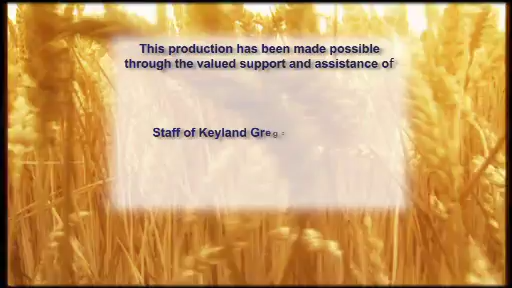 This production has been made possible
through the valued support and assistance of
Staff of Keyland